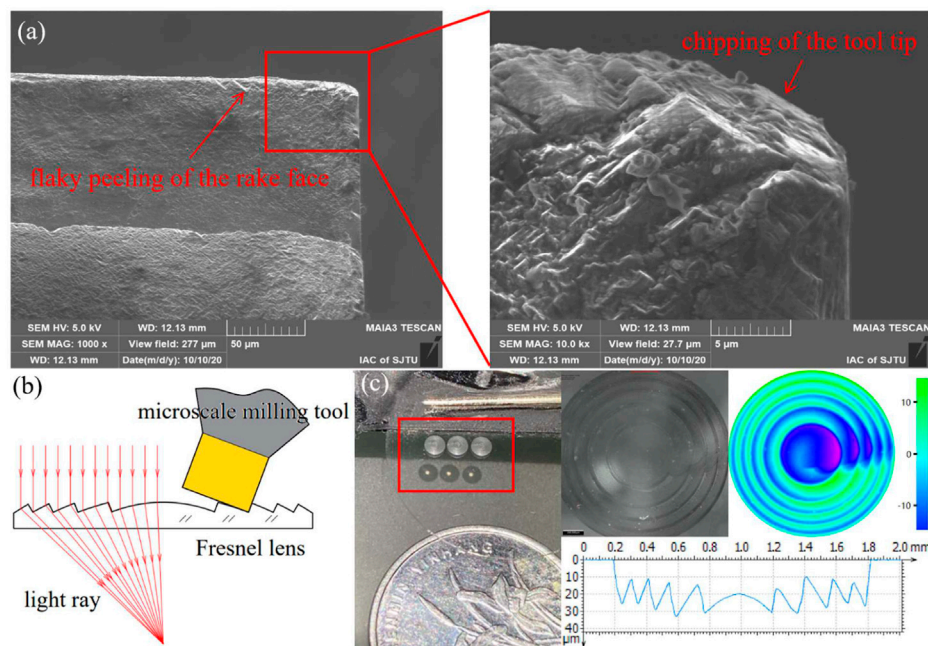 (a)
flaky peeling of the rake face
SEM HV: 5.0 kV
WD: 12.13 mm
MAIA3 TESCAN
SEM MAG: 1000 x
View field: 277 µm
50 µm
WD: 12.13 mm
Date(m/d/y): 10/10/20
IAC of SJTU
chipping of the tool tip
SEM HV: 5.0 kV
WD: 12.13 mm
MAIA3 TESCAN
SEM MAG: 10.0 kx
View field: 27.7 µm
5 µm
WD: 12.13 mm
Date(m/d/y): 10/10/20
IAC of SJTU
(b)
microscale milling tool
Fresnel lens
light ray
(c)
10
0
-10
0 0.2 0.4 0.6 0.8 1.0 1.2 1.4 1.6 1.8 2.0 mm
0
10
20
30
40
µm